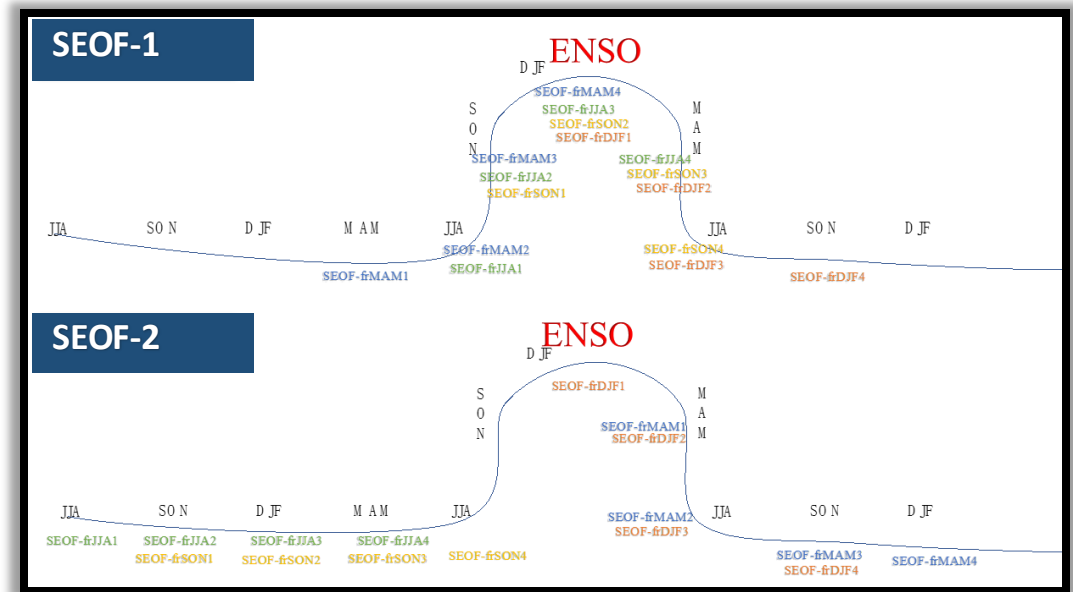 SEOF-1
ENSO
DJF
SEOF-frMAM4
SEOF-frJJA3
SEOF-frSON2
SEOF-frDJF1
SON
MAM
SEOF-frMAM3
SEOF-frJJA2
SEOF-frSON1
SEOF-frJJA4
SEOF-frSON3
SEOF-frDJF2
JJA SON DJF MAM JJA JJA SON DJF
SEOF-frMAM2
SEOF-frJJA1
SEOF-frMAM1
SEOF-frSON4
SEOF-frDJF3
SEOF-frDJF4
SEOF-2
ENSO
DJF
SEOF-frDJF1
SON
MAM
SEOF-frMAM1
SEOF-frDJF2
JJA SON DJF MAM JJA JJA SON DJF
SEOF-frMAM2
SEOF-frDJF3
SEOF-frJJA1 SEOF-frJJA2 SEOF-frJJA3 SEOF-frJJA4
SEOF-frSON1 SEOF-frSON2 SEOF-frSON3 SEOF-frSON4
SEOF-frMAM3 SEOF-frMAM4
SEOF-frDJF4